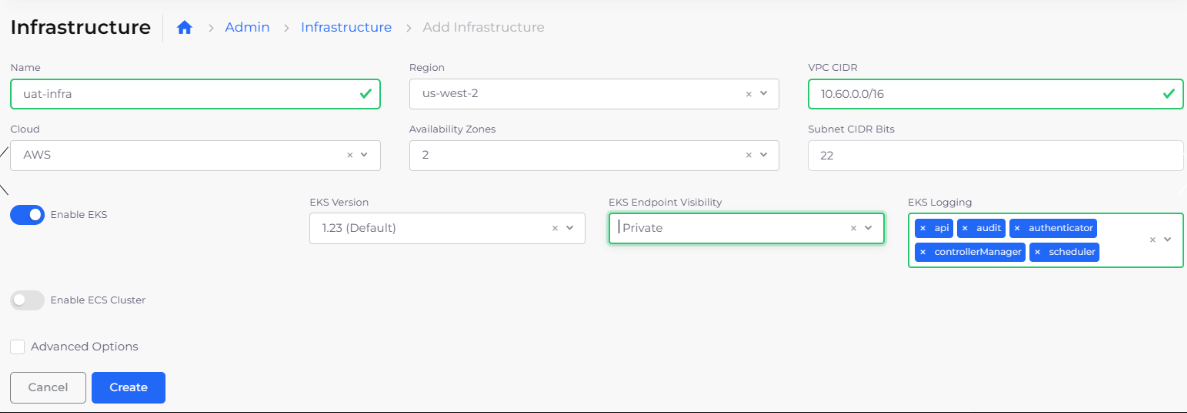 Infrastructure > Admin > Infrastructure > Add Infrastructure
Name
uat-infra
Region
us-west-2
VPC CIDR
10.60.0.0/16
Cloud
AWS
Availability Zones
2
Subnet CIDR Bits
22
Enable EKS
EKS Version
1.23 (Default)
EKS Endpoint Visibility
Private
EKS Logging
× api × audit × authenticator
× controllerManager × scheduler
Enable ECS Cluster
Advanced Options
Cancel Create